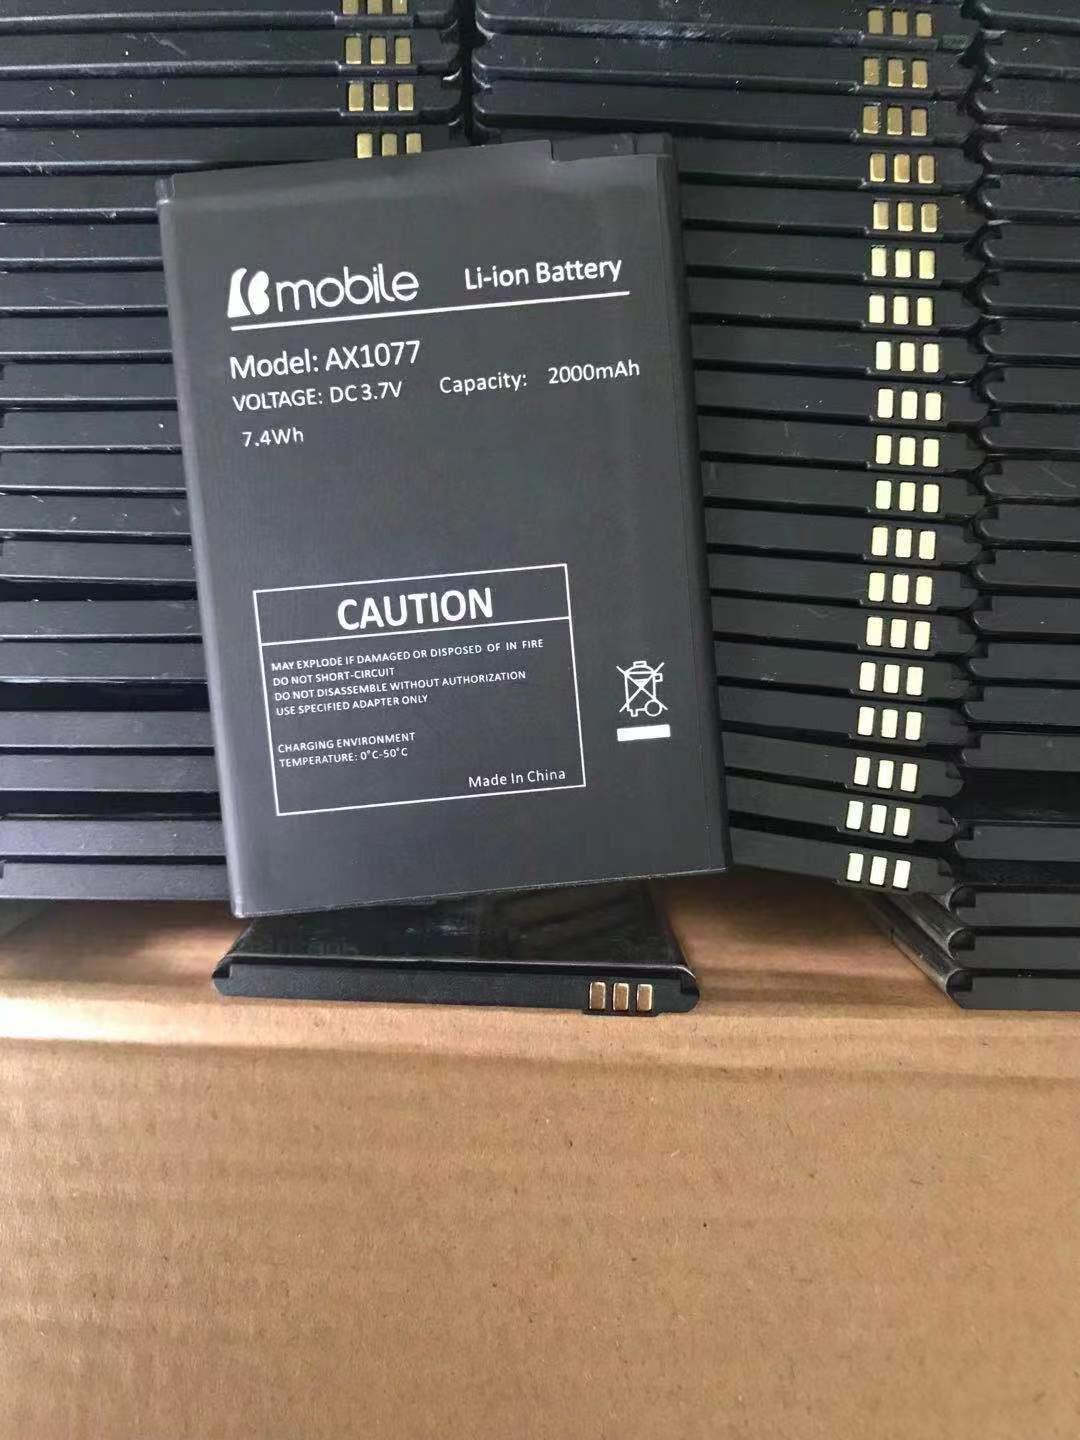 mobile Li-ion Battery
Model: AX1077
VOLTAGE: DC 3.7V Capacity: 2000mAh
7.4Wh
CAUTION
MAY EXPLODE IF DAMAGED OR DISPOSED OF IN FIRE
DO NOT SHORT-CIRCUIT
DO NOT DISASSEMBLE WITHOUT AUTHORIZATION
USE SPECIFIED ADAPTER ONLY
CHARGING ENVIRONMENT
TEMPERATURE: 0°C-50°C
Made In China